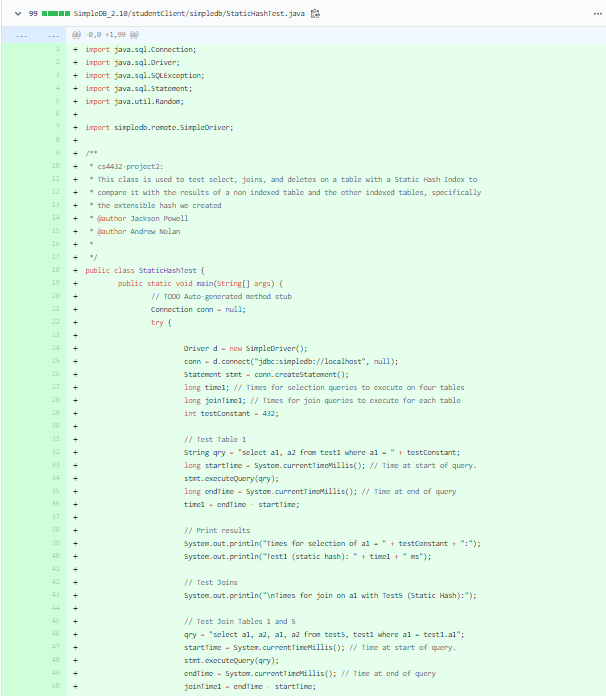 99 SimpleDB_2.10/studentClient/simpledb/StaticHashTest.java ...
... ... @@ -0,0 +1,99 @@
1 + import java.sql.Connection;
2 + import java.sql.Driver;
3 + import java.sql.SQLException;
4 + import java.sql.Statement;
5 + import java.util.Random;
6 +
7 + import simpledb.remote.SimpleDriver;
8 +
9 + /**
10 + * cs4432-project2:
11 + * This class is used to test select, joins, and deletes on a table with a Static Hash Index to
12 + * compare it with the results of a non indexed table and the other indexed tables, specifically
13 + * the extensible hash we created
14 + * @author Jackson Powell
15 + * @author Andrew Nolan
16 + *
17 + */
18 + public class StaticHashTest {
19 + public static void main(String[] args) {
20 + // TODO Auto-generated method stub
21 + Connection conn = null;
22 + try {
23 +
24 + Driver d = new SimpleDriver();
25 + conn = d.connect("jdbc:simpledb://localhost", null);
26 + Statement stmt = conn.createStatement();
27 + long time1; // Times for selection queries to execute on four tables
28 + long joinTime1; // Times for join queries to execute for each table
29 + int testConstant = 432;
30 +
31 + // Test Table 1
32 + String qry = "select a1, a2 from test1 where a1 = " + testConstant;
33 + long startTime = System.currentTimeMillis(); // Time at start of query.
34 + stmt.executeQuery(qry);
35 + long endTime = System.currentTimeMillis(); // Time at end of query
36 + time1 = endTime - startTime;
37 +
38 + // Print results
39 + System.out.println("Times for selection of a1 = " + testConstant + ":");
40 + System.out.println("Test1 (static hash): " + time1 + " ms");
41 +
42 + // Test Joins
43 + System.out.println("\nTimes for join on a1 with Test5 (Static Hash):");
44 +
45 + // Test Join Tables 1 and 5
46 + qry = "select a1, a2, a1, a2 from test5, test1 where a1 = test1.a1";
47 + startTime = System.currentTimeMillis(); // Time at start of query.
48 + stmt.executeQuery(qry);
49 + endTime = System.currentTimeMillis(); // Time at end of query
50 + joinTime1 = endTime - startTime;